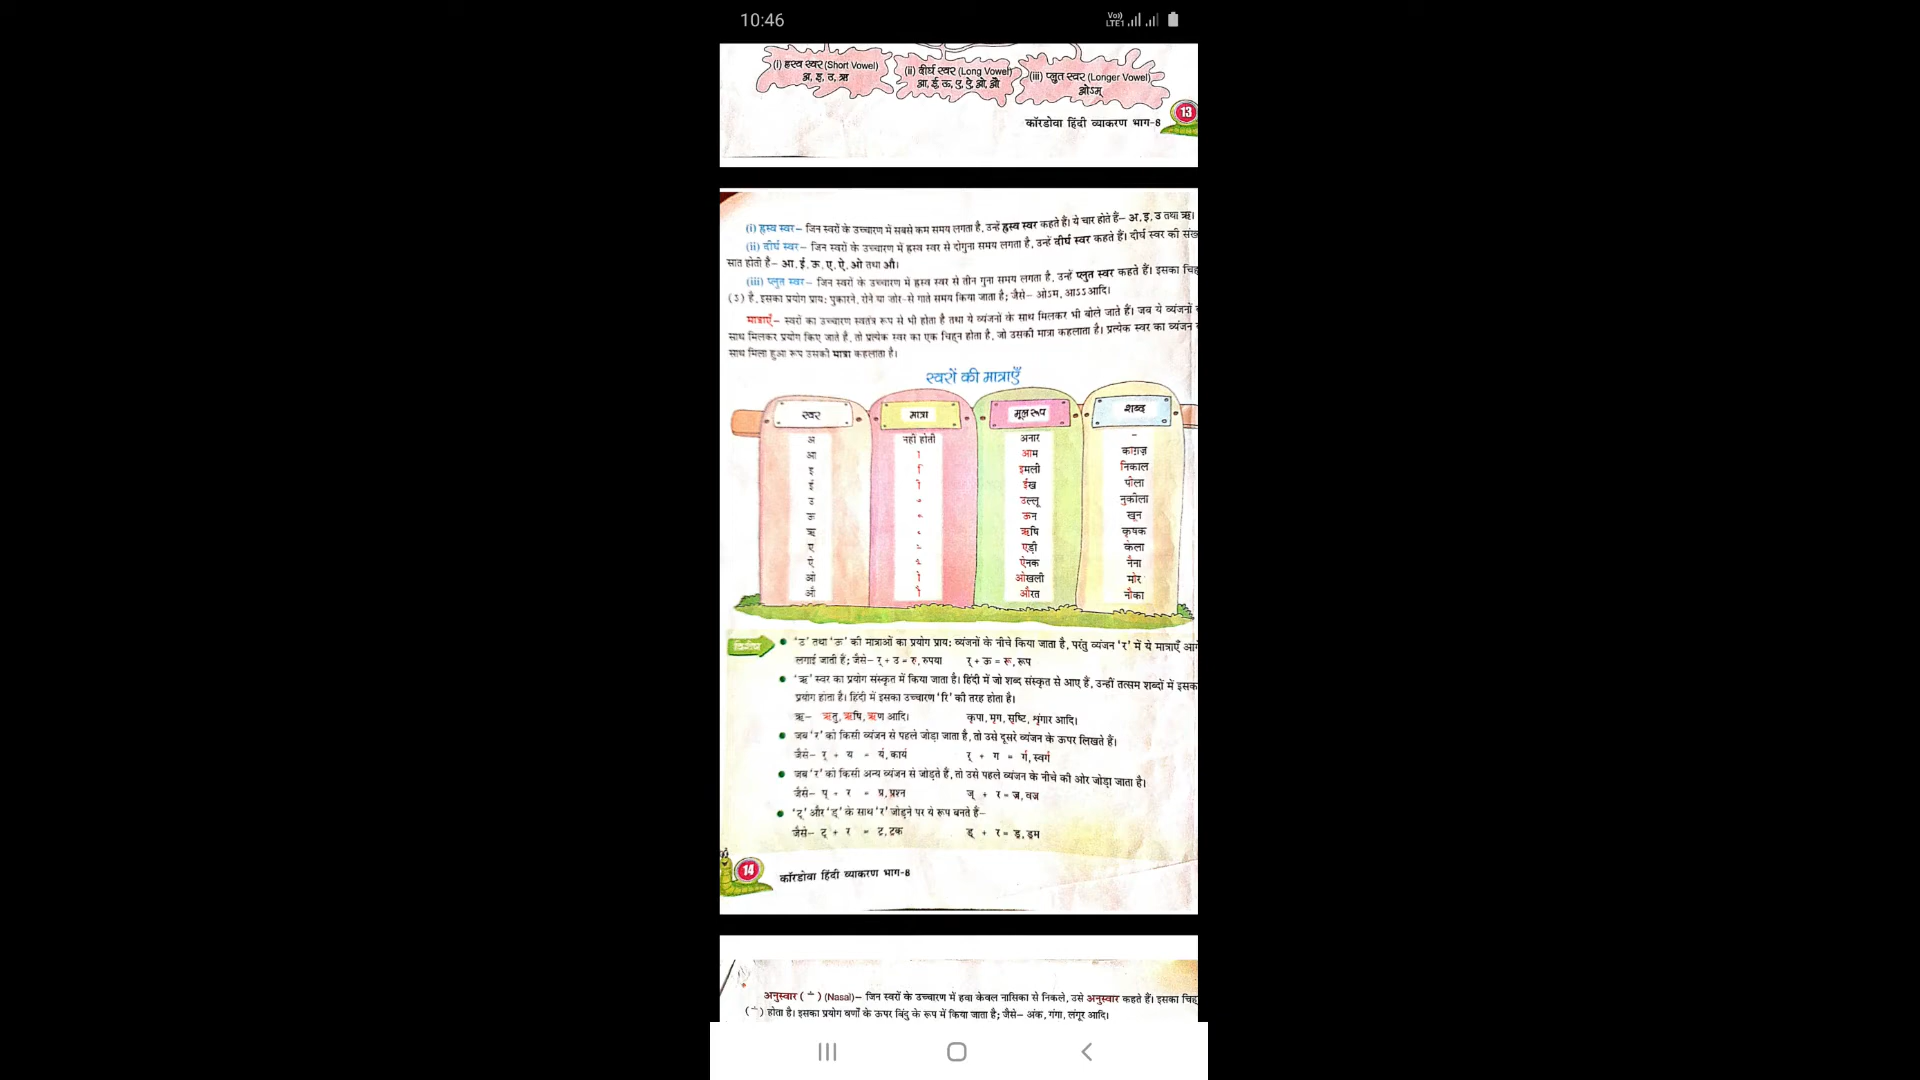 10:46
Vo)) LTE1
(i) ह्रस्व स्वर (Short Vowel)
अ, इ, उ, ऋ
(ii) दीर्घ स्वर (Long Vowel)
आ, ई, ऊ, ए, ऐ, ओ, औ
(iii) प्लुत स्वर (Longer Vowel)
ओऽम्
कॉरडोवा हिंदी व्याकरण भाग-8
13
(i) ह्रस्व स्वर– जिन स्वरों के उच्चारण में सबसे कम समय लगता है, उन्हें ह्रस्व स्वर कहते हैं। ये चार होते हैं– अ, इ, उ तथा ऋ।
(ii) दीर्घ स्वर– जिन स्वरों के उच्चारण में ह्रस्व स्वर से दोगुना समय लगता है, उन्हें दीर्घ स्वर कहते हैं। दीर्घ स्वर की संख
सात होती है– आ, ई, ऊ, ए, ऐ, ओ तथा औ।
(iii) प्लुत स्वर– जिन स्वरों के उच्चारण में ह्रस्व स्वर से तीन गुना समय लगता है, उन्हें प्लुत स्वर कहते हैं। इसका चिह
(ऽ) है, इसका प्रयोग प्राय: पुकारने, रोने या जोर-से गाते समय किया जाता है; जैसे– ओऽम, आऽऽ आदि।
मात्राएँ– स्वरों का उच्चारण स्वतंत्र रूप से भी होता है तथा ये व्यंजनों के साथ मिलकर भी बोले जाते हैं। जब ये व्यंजनों
साथ मिलकर प्रयोग किए जाते हैं, तो प्रत्येक स्वर का एक चिह्न होता है, जो उसकी मात्रा कहलाता है। प्रत्येक स्वर का व्यंजन
साथ मिला हुआ रूप उसकी मात्रा कहलाता है।
स्वरों की मात्राएँ
स्वर मात्रा मूल रूप शब्द
अ नहीं होती अनार –
आ ा आम काग़ज़
इ ि इमली निकाल
ई ी ईख पीला
उ ु उल्लू नुकीला
ऊ ू ऊन खून
ऋ ृ ऋषि कृषक
ए े एड़ी केला
ऐ ै ऐनक नैना
ओ ो ओखली मोर
औ ौ औरत नौका
विशेष
● 'उ' तथा 'ऊ' की मात्राओं का प्रयोग प्राय: व्यंजनों के नीचे किया जाता है, परंतु व्यंजन 'र' में ये मात्राएँ आगे
लगाई जाती हैं; जैसे– र् + उ = रु, रुपया र् + ऊ = रू, रूप
● 'ऋ' स्वर का प्रयोग संस्कृत में किया जाता है। हिंदी में जो शब्द संस्कृत से आए हैं, उन्हीं तत्सम शब्दों में इसक
प्रयोग होता है। हिंदी में इसका उच्चारण 'रि' की तरह होता है।
ऋ– ऋतु, ऋषि, ऋण आदि। कृपा, मृग, सृष्टि, शृंगार आदि।
● जब 'र' को किसी व्यंजन से पहले जोड़ा जाता है, तो उसे दूसरे व्यंजन के ऊपर लिखते हैं।
जैसे– र् + य = र्य, कार्य र् + ग = र्ग, स्वर्ग
● जब 'र' को किसी अन्य व्यंजन से जोड़ते हैं, तो उसे पहले व्यंजन के नीचे की ओर जोड़ा जाता है।
जैसे– प् + र = प्र, प्रश्न ज् + र = ज्र, वज्र
● 'ट्' और 'ड्' के साथ 'र' जोड़ने पर ये रूप बनते हैं–
जैसे– ट् + र = ट्र, ट्रक ड् + र = ड्र, ड्रम
14
कॉरडोवा हिंदी व्याकरण भाग-8
अनुस्वार ( ं ) (Nasal)– जिन स्वरों के उच्चारण में हवा केवल नासिका से निकले, उसे अनुस्वार कहते हैं। इसका चिह्
( ं ) होता है। इसका प्रयोग वर्णों के ऊपर बिंदु के रूप में किया जाता है; जैसे– अंक, गंगा, लंगूर आदि।